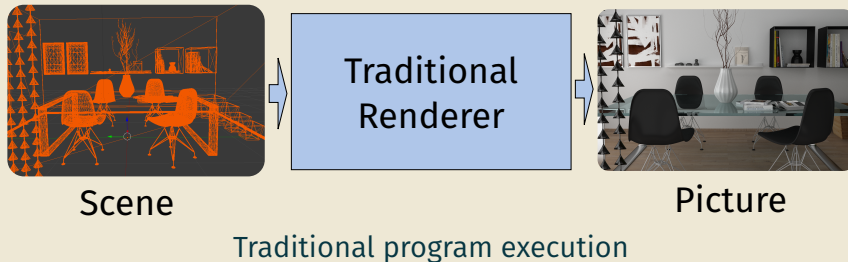 Traditional
Renderer
Scene
Picture
Traditional program execution